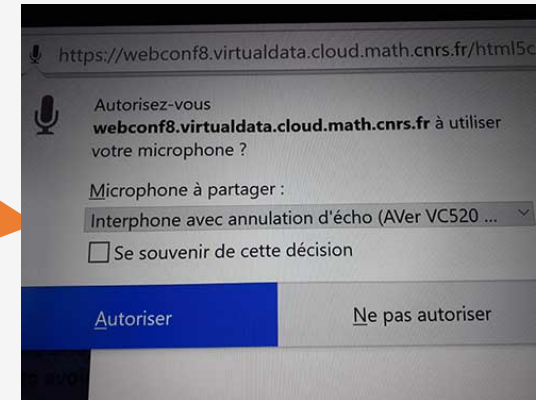 https://webconf8.virtualdata.cloud.math.cnrs.fr/html5c
Autorisez-vous
webconf8.virtualdata.cloud.math.cnrs.fr à utiliser
votre microphone ?
Microphone à partager :
Interphone avec annulation d'écho (AVer VC520 ...
Se souvenir de cette décision
Autoriser
Ne pas autoriser